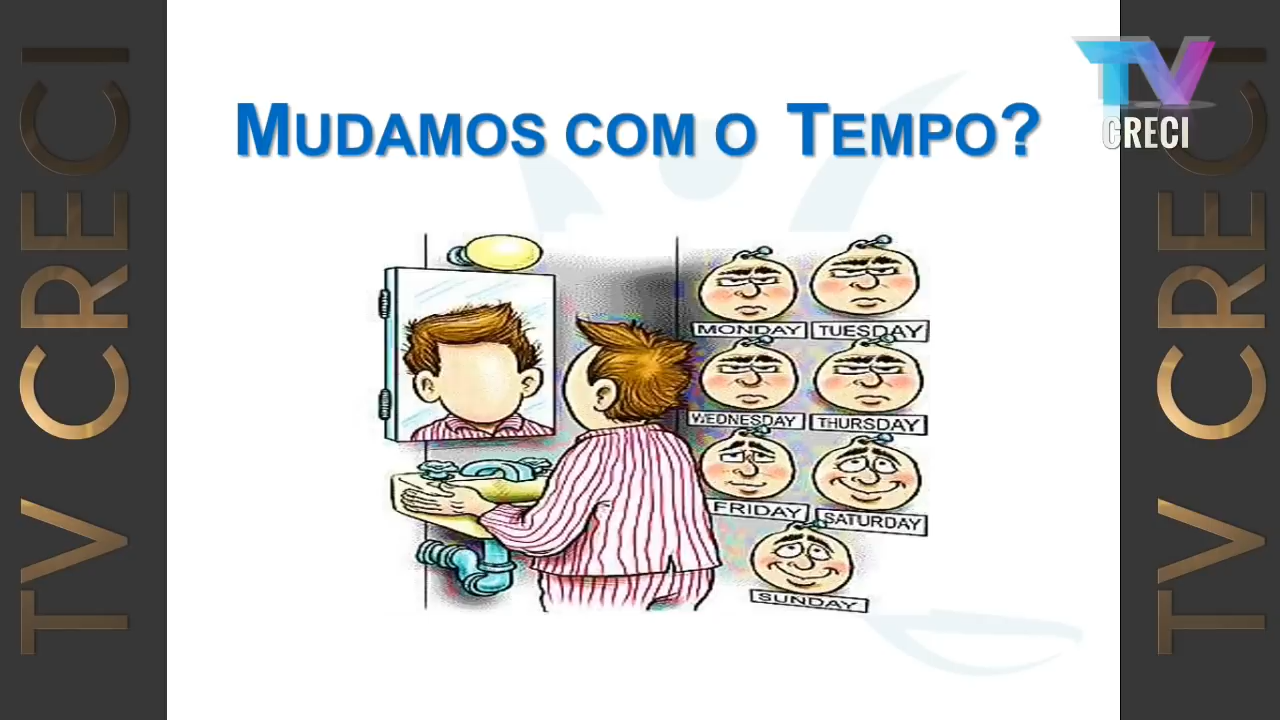 TV CRECI
MUDAMOS COM O TEMPO?
TV
CRECI
MONDAY
TUESDAY
WEDNESDAY
THURSDAY
FRIDAY
SATURDAY
SUNDAY
TV CRECI